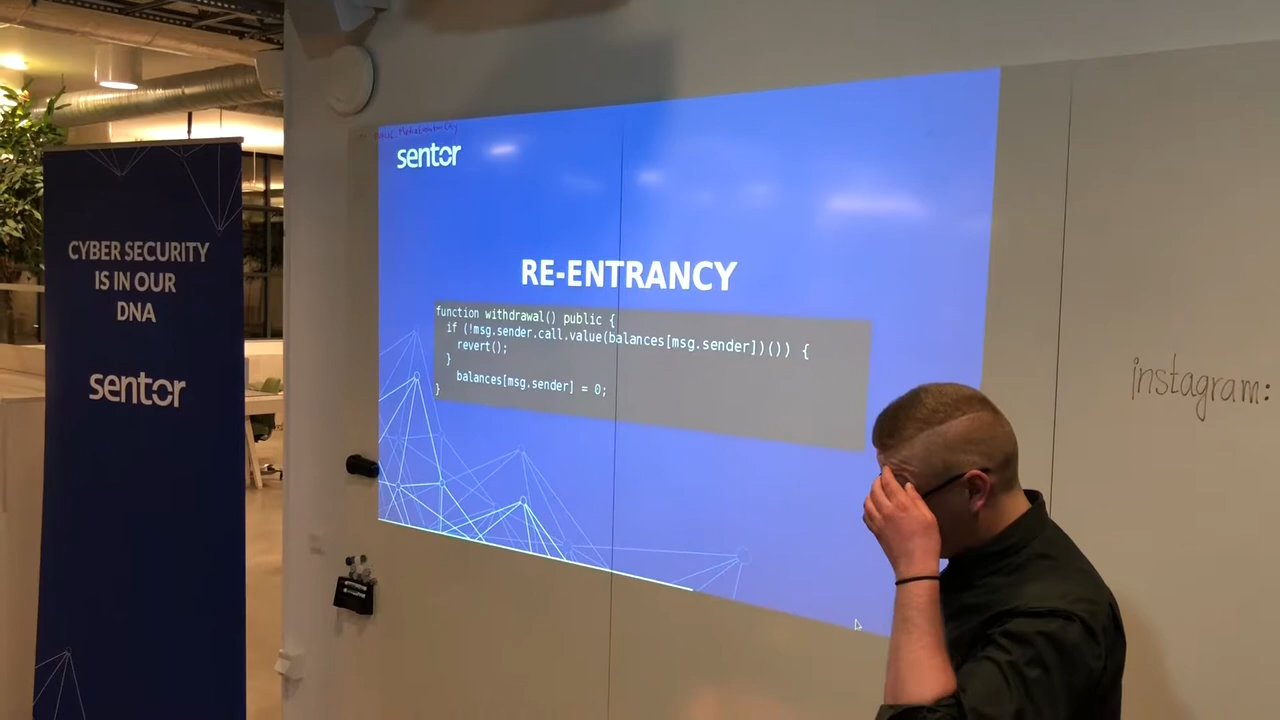 CYBER SECURITY
IS IN OUR
DNA
sentor
sentor
RE-ENTRANCY
function withdrawal() public {
if (!msg.sender.call.value(balances[msg.sender])()) {
revert();
}
balances[msg.sender] = 0;
}
instagram: